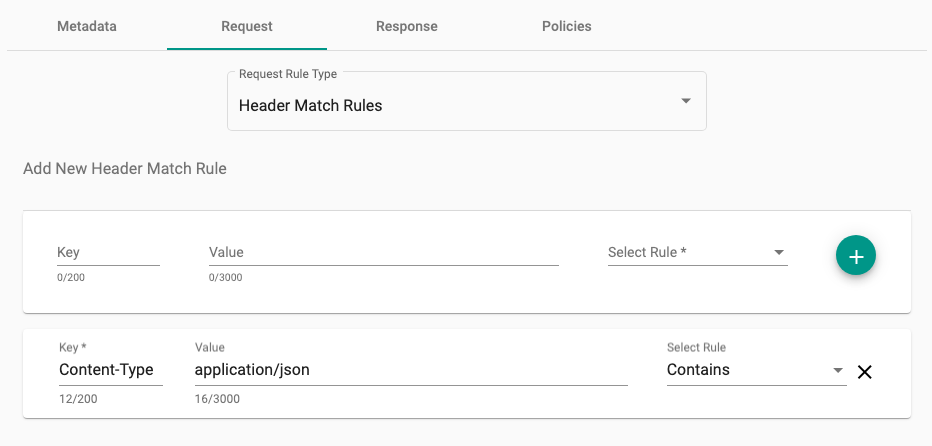 Metadata Request Response Policies
Request Rule Type
Header Match Rules
Add New Header Match Rule
Key Value Select Rule *
0/200 0/3000
Key * Value Select Rule
Content-Type application/json Contains
12/200 16/3000